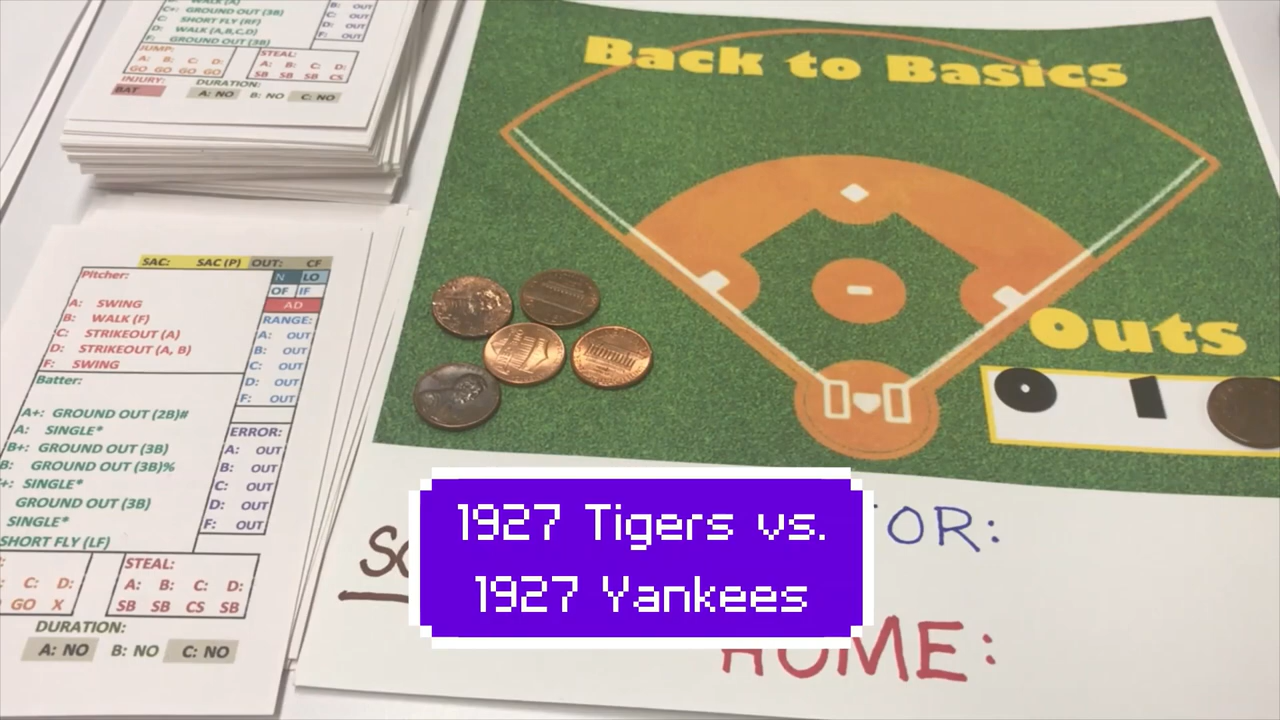 WALK (A)
C+: GROUND OUT (3B)
C: SHORT FLY (RF)
D: WALK (A,B,C,D)
F: GROUND OUT (3B)
B: OUT
C: OUT
D: OUT
F: OUT
JUMP:
A: B: C: D:
GO GO GO GO
STEAL:
A: B: C: D:
SB SB SB CS
INJURY:
BAT
DURATION:
A: NO B: NO C: NO
Back to Basics
Outs
SAC: SAC (P) OUT: CF
Pitcher:
A: SWING
B: WALK (F)
C: STRIKEOUT (A)
D: STRIKEOUT (A, B)
F: SWING
N LO
OF IF
AD
RANGE:
A: OUT
B: OUT
C: OUT
D: OUT
F: OUT
Batter:
A+: GROUND OUT (2B)#
A: SINGLE*
B+: GROUND OUT (3B)
B: GROUND OUT (3B)%
+: SINGLE*
GROUND OUT (3B)
SINGLE*
SHORT FLY (LF)
ERROR:
A: OUT
B: OUT
C: OUT
D: OUT
F: OUT
C: D:
GO X
STEAL:
A: B: C: D:
SB SB CS SB
DURATION:
A: NO B: NO C: NO
1927 Tigers vs.
1927 Yankees
OR:
HOME: